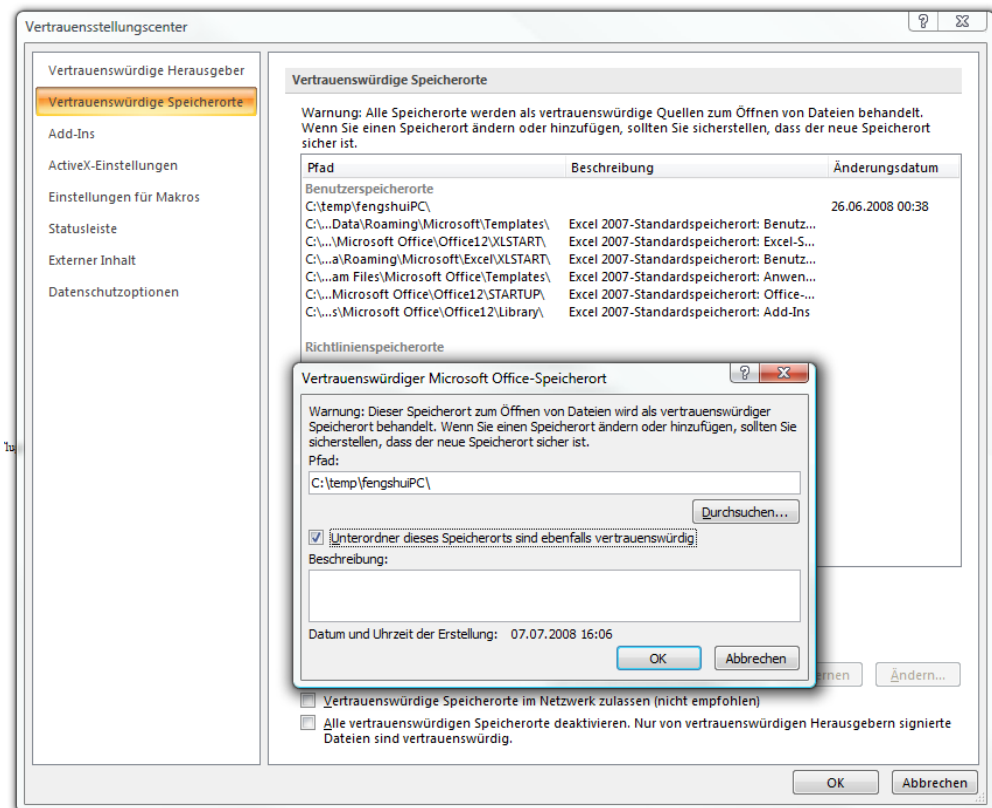 Vertrauensstellungscenter
Vertrauenswürdige Herausgeber
Vertrauenswürdige Speicherorte
Add-Ins
ActiveX-Einstellungen
Einstellungen für Makros
Statusleiste
Externer Inhalt
Datenschutzoptionen
Vertrauenswürdige Speicherorte
Warnung: Alle Speicherorte werden als vertrauenswürdige Quellen zum Öffnen von Dateien behandelt.
Wenn Sie einen Speicherort ändern oder hinzufügen, sollten Sie sicherstellen, dass der neue Speicherort
sicher ist.
Pfad Beschreibung Änderungsdatum
Benutzerspeicherorte
C:\temp\fengshuiPC\ 26.06.2008 00:38
C:\...Data\Roaming\Microsoft\Templates\ Excel 2007-Standardspeicherort: Benutz...
C:\...\Microsoft Office\Office12\XLSTART\ Excel 2007-Standardspeicherort: Excel-S...
C:\...a\Roaming\Microsoft\Excel\XLSTART\ Excel 2007-Standardspeicherort: Benutz...
C:\...am Files\Microsoft Office\Templates\ Excel 2007-Standardspeicherort: Anwen...
C:\...Microsoft Office\Office12\STARTUP\ Excel 2007-Standardspeicherort: Office-...
C:\...s\Microsoft Office\Office12\Library\ Excel 2007-Standardspeicherort: Add-Ins
Richtlinienspeicherorte
Vertrauenswürdiger Microsoft Office-Speicherort
Warnung: Dieser Speicherort zum Öffnen von Dateien wird als vertrauenswürdiger
Speicherort behandelt. Wenn Sie einen Speicherort ändern oder hinzufügen, sollten Sie
sicherstellen, dass der neue Speicherort sicher ist.
Pfad:
C:\temp\fengshuiPC\
Durchsuchen...
Unterordner dieses Speicherorts sind ebenfalls vertrauenswürdig
Beschreibung:
Datum und Uhrzeit der Erstellung: 07.07.2008 16:06
OK Abbrechen
ernen Ändern...
Vertrauenswürdige Speicherorte im Netzwerk zulassen (nicht empfohlen)
Alle vertrauenswürdigen Speicherorte deaktivieren. Nur von vertrauenswürdigen Herausgebern signierte
Dateien sind vertrauenswürdig.
OK Abbrechen